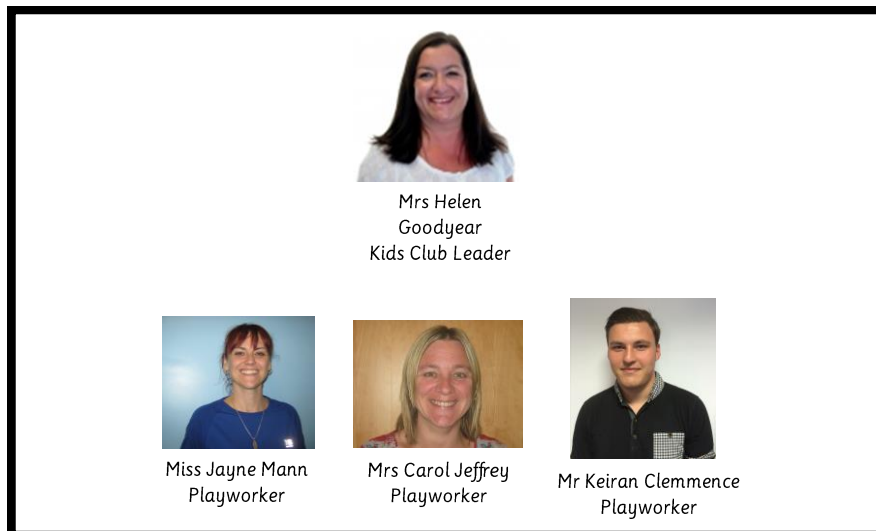 Mrs Helen
Goodyear
Kids Club Leader
Miss Jayne Mann
Playworker
Mrs Carol Jeffrey
Playworker
Mr Keiran Clemmence
Playworker